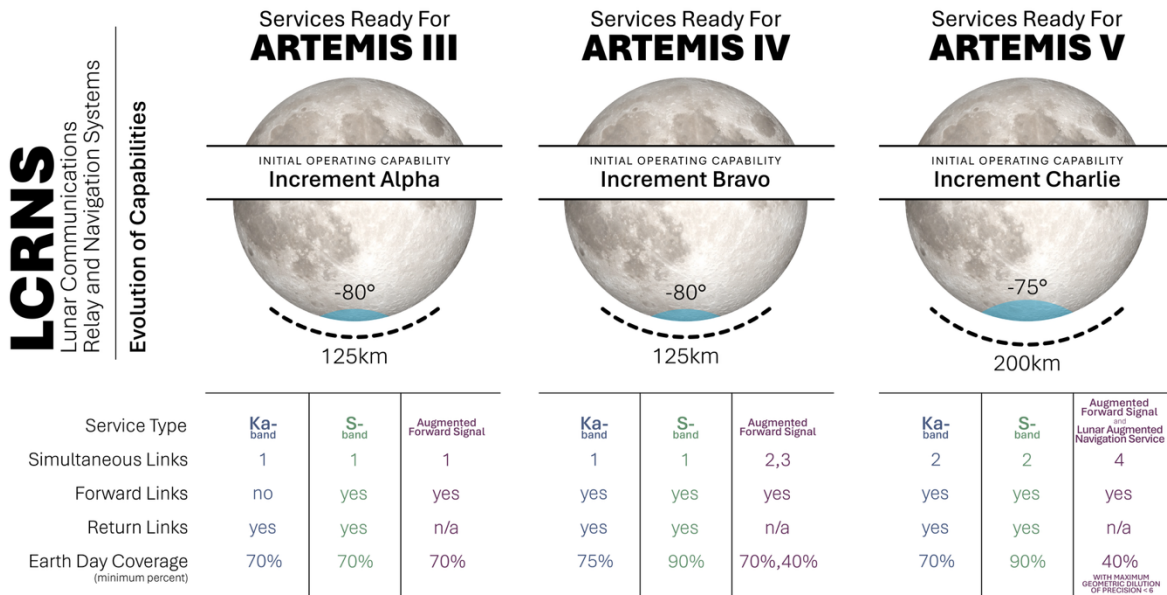 LCRNS
Lunar Communications
Relay and Navigation Systems
Evolution of Capabilities
Services Ready For
ARTEMIS III
INITIAL OPERATING CAPABILITY
Increment Alpha
-80°
125km
Services Ready For
ARTEMIS IV
INITIAL OPERATING CAPABILITY
Increment Bravo
-80°
125km
Services Ready For
ARTEMIS V
INITIAL OPERATING CAPABILITY
Increment Charlie
-75°
200km
Service Type
Ka-
band
S-
band
Augmented
Forward Signal
Ka-
band
S-
band
Augmented
Forward Signal
Ka-
band
S-
band
Augmented
Forward Signal
and
Lunar Augmented
Navigation Service
Simultaneous Links 1 1 1 1 1 2,3 2 2 4
Forward Links no yes yes yes yes yes yes yes yes
Return Links yes yes n/a yes yes n/a yes yes n/a
Earth Day Coverage 70% 70% 70% 75% 90% 70%,40% 70% 90% 40%
(minimum percent)
WITH MAXIMUM
GEOMETRIC DILUTION
OF PRECISION < 6